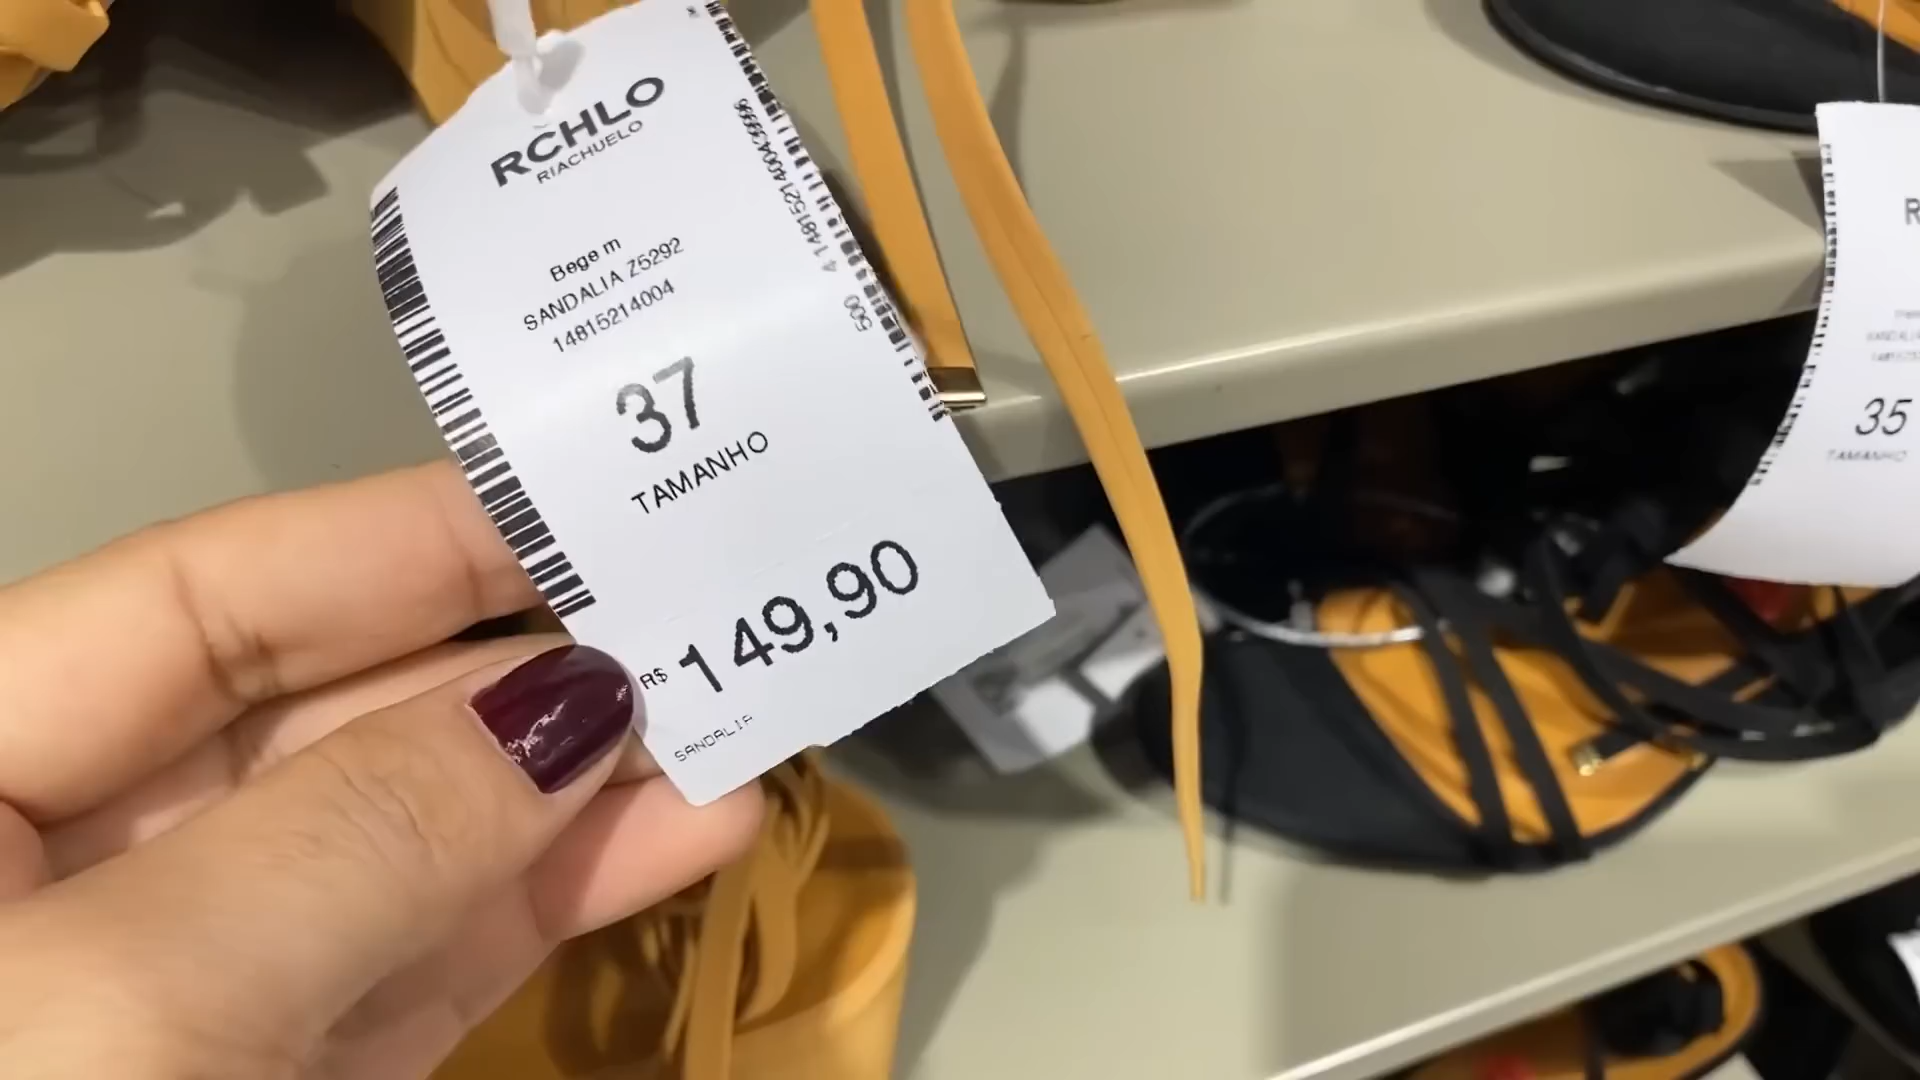 RCHLO
RIACHUELO
Bege m
SANDALIA Z5292
14815214004
37
TAMANHO
R$ 149,90
SANDALIA
500
35
TAMANHO